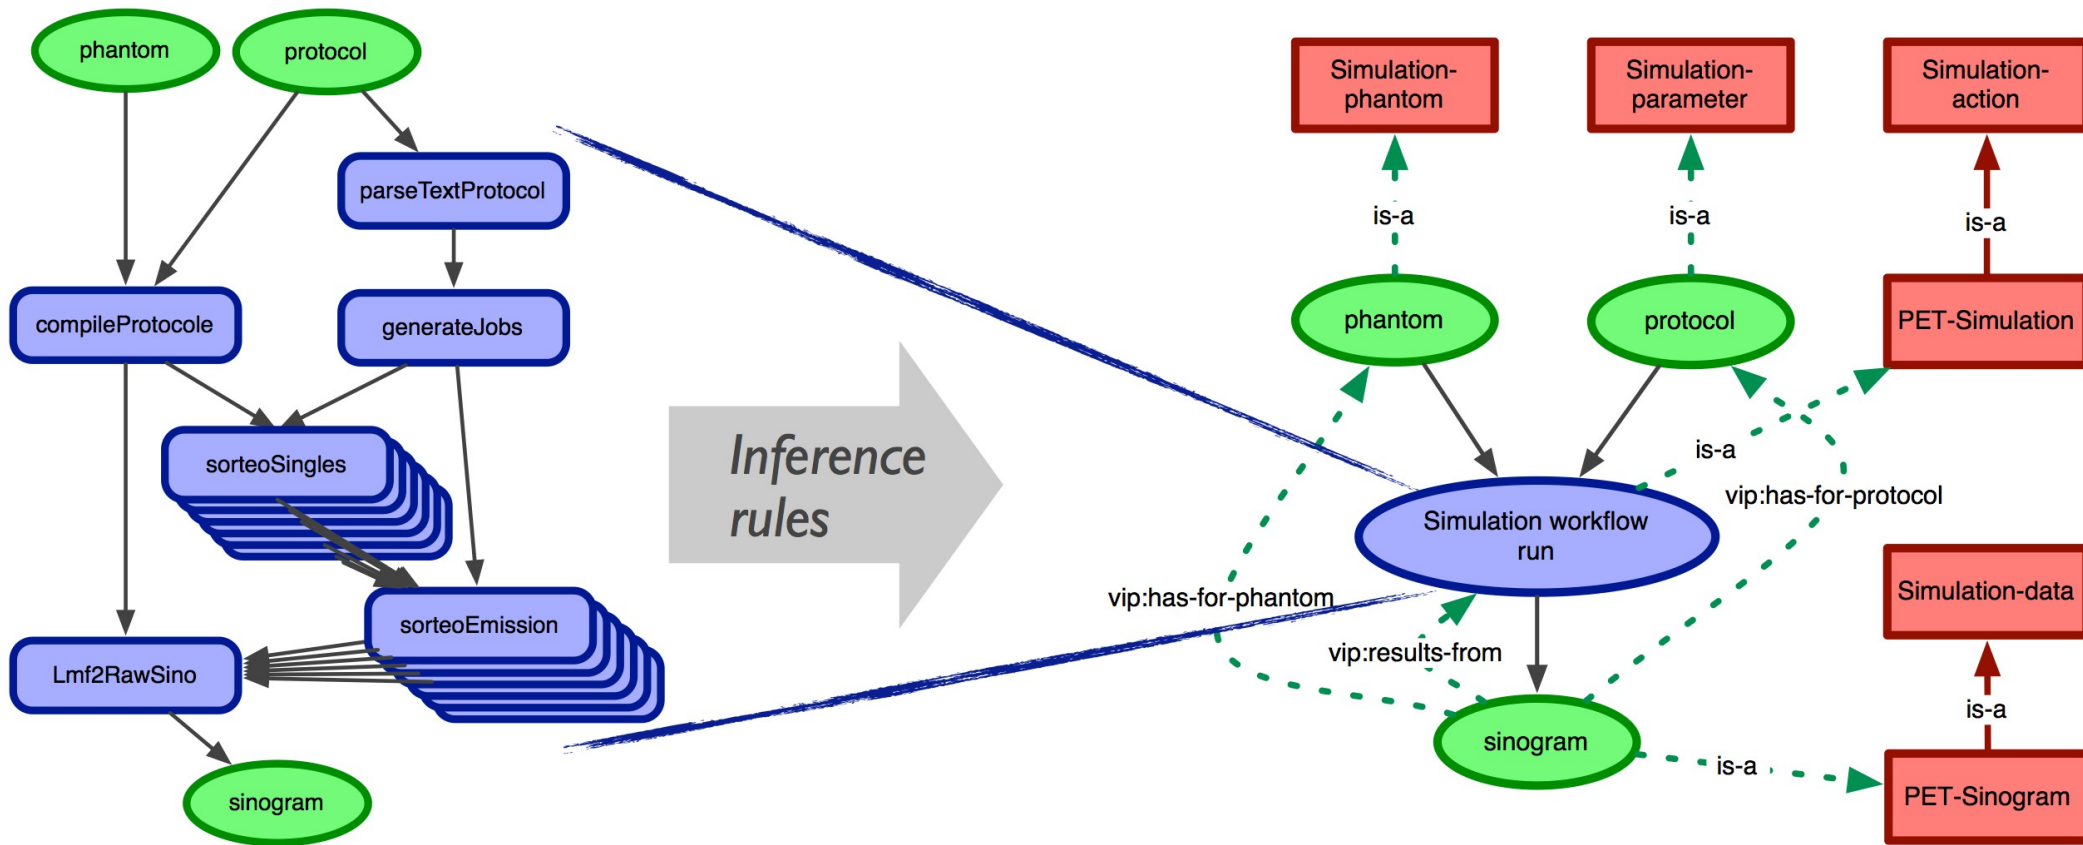 phantom
protocol
parseTextProtocol
compileProtocole
generateJobs
sorteoSingles
sorteoEmission
Lmf2RawSino
sinogram
Inference
rules
Simulation-
phantom
Simulation-
parameter
Simulation-
action
is-a
is-a
is-a
phantom
protocol
PET-Simulation
is-a
vip:has-for-protocol
Simulation workflow
run
vip:has-for-phantom
vip:results-from
Simulation-data
is-a
sinogram
is-a
PET-Sinogram